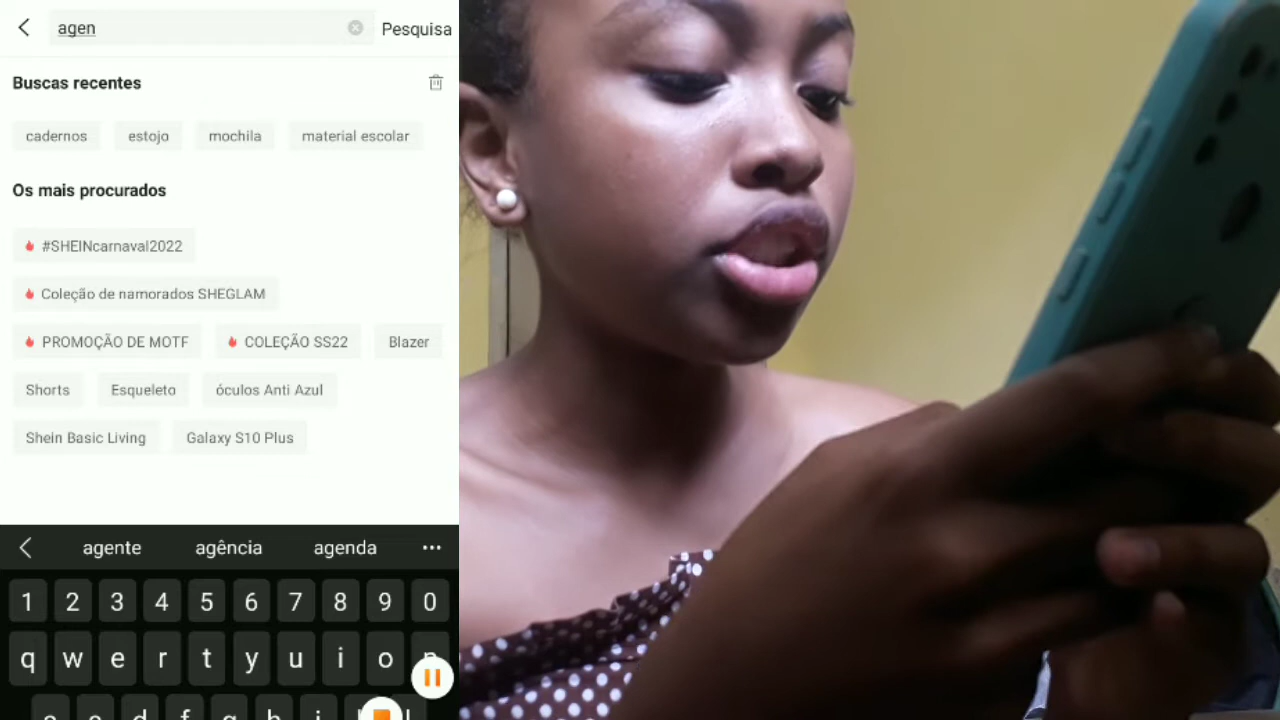 agen
Pesquisa
Buscas recentes
cadernos estojo mochila material escolar
Os mais procurados
#SHEINcarnaval2022
Coleção de namorados SHEGLAM
PROMOÇÃO DE MOTF COLEÇÃO SS22 Blazer
Shorts Esqueleto óculos Anti Azul
Shein Basic Living Galaxy S10 Plus
agente agência agenda
1 2 3 4 5 6 7 8 9 0
q w e r t y u i o